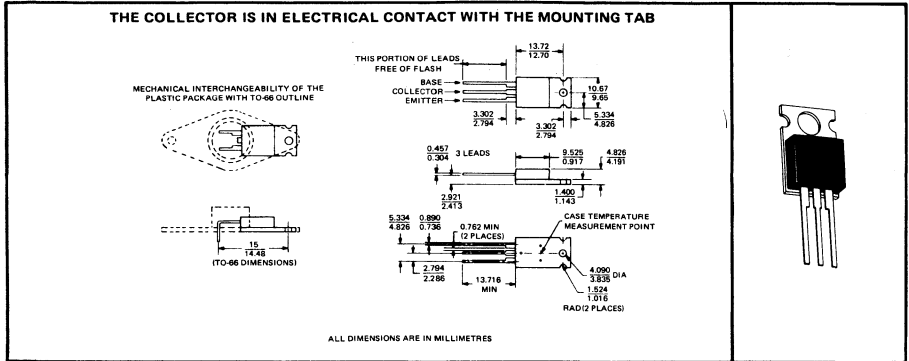 THE COLLECTOR IS IN ELECTRICAL CONTACT WITH THE MOUNTING TAB
MECHANICAL INTERCHANGEABILITY OF THE
PLASTIC PACKAGE WITH TO-66 OUTLINE
15
14.48
(TO-66 DIMENSIONS)
THIS PORTION OF LEADS
FREE OF FLASH
BASE
COLLECTOR
EMITTER
13.72
12.70
10.67
9.65
5.334
4.826
3.302
2.794
3.302
2.794
0.457
0.304
3 LEADS
9.525
0.917
4.826
4.191
2.921
2.413
1.400
1.143
5.334
4.826
0.890
0.736
0.762 MIN
(2 PLACES)
CASE TEMPERATURE
MEASUREMENT POINT
2.794
2.286
13.716
MIN
4.090
3.835
DIA
1.524
1.016
RAD(2 PLACES)
ALL DIMENSIONS ARE IN MILLIMETRES